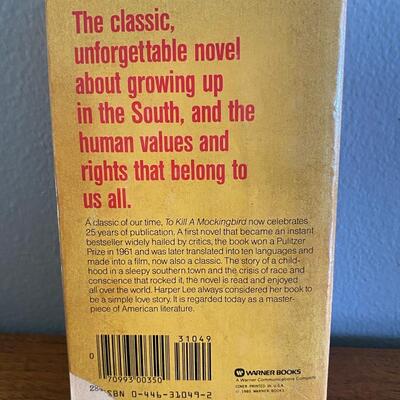 The classic,
unforgettable novel
about growing up
in the South, and the
human values and
rights that belong to
us all.
A classic of our time, To Kill A Mockingbird now celebrates
25 years of publication. A first novel that became an instant
bestseller widely hailed by critics, the book won a Pulitzer
Prize in 1961 and was later translated into ten languages and
made into a film, now also a classic. The story of a child-
hood in a sleepy southern town and the crisis of race and
conscience that rocked it, the novel is read and enjoyed
all over the world. Harper Lee always considered her book to
be a simple love story. It is regarded today as a master-
piece of American literature.
31049
0
70993 00350
ISBN 0-446-31049-2
WARNER BOOKS
A Warner Communications Company
COVER PRINTED IN U.S.A.
© 1985 WARNER BOOKS